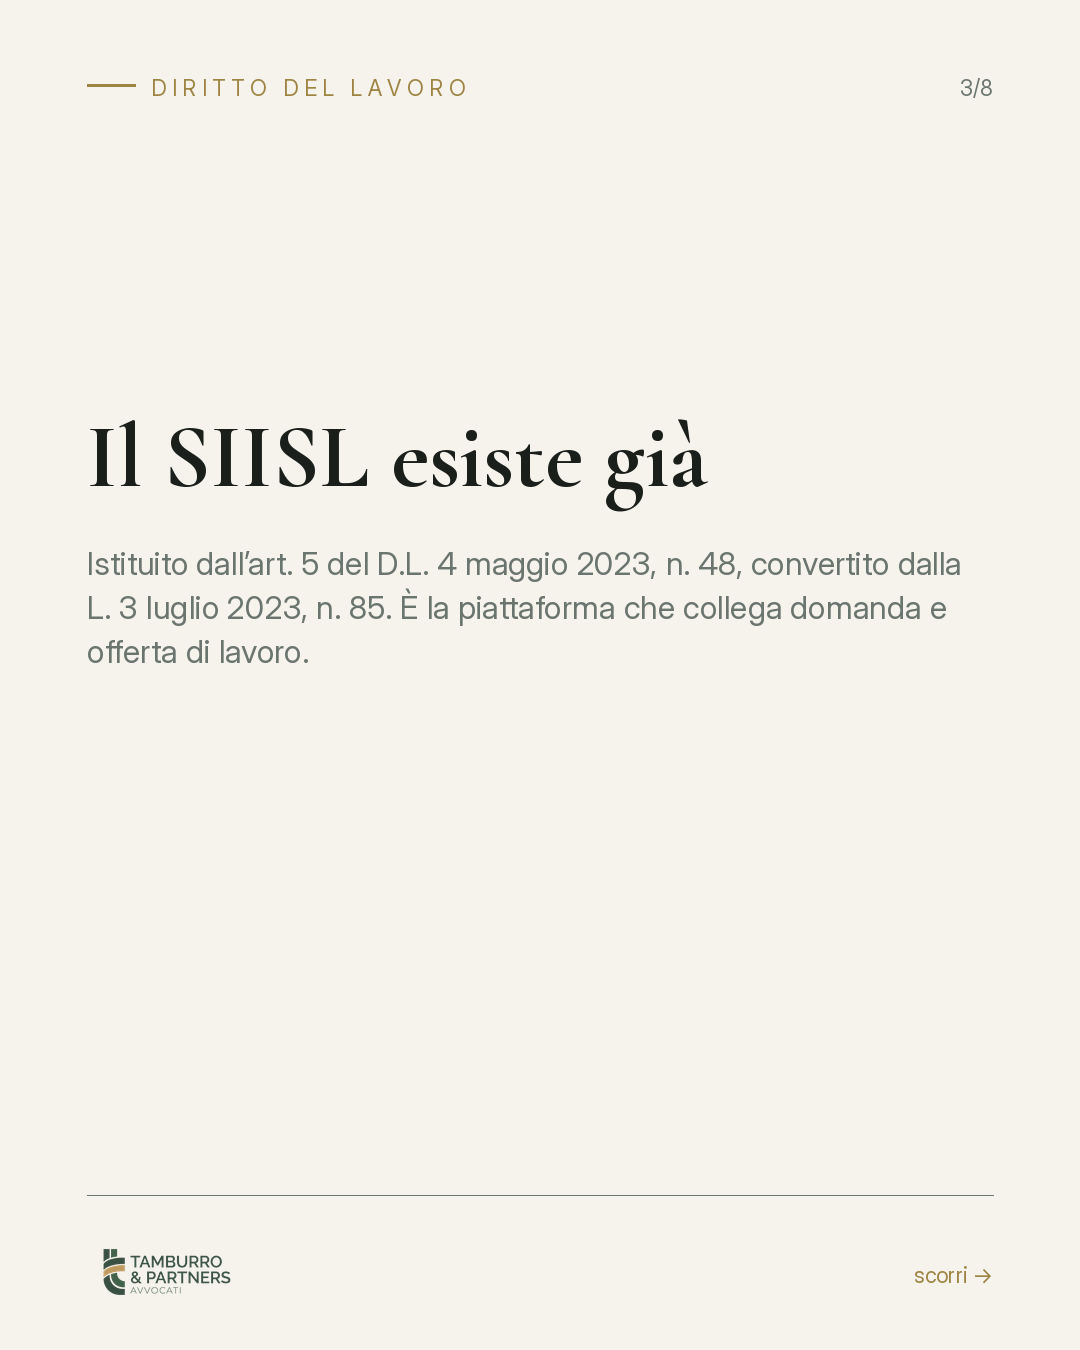 DIRITTO DEL LAVORO
3/8
Il SIISL esiste già
Istituito dall’art. 5 del D.L. 4 maggio 2023, n. 48, convertito dalla
L. 3 luglio 2023, n. 85. È la piattaforma che collega domanda e
offerta di lavoro.
TAMBURRO
& PARTNERS
AVVOCATI
scorri →